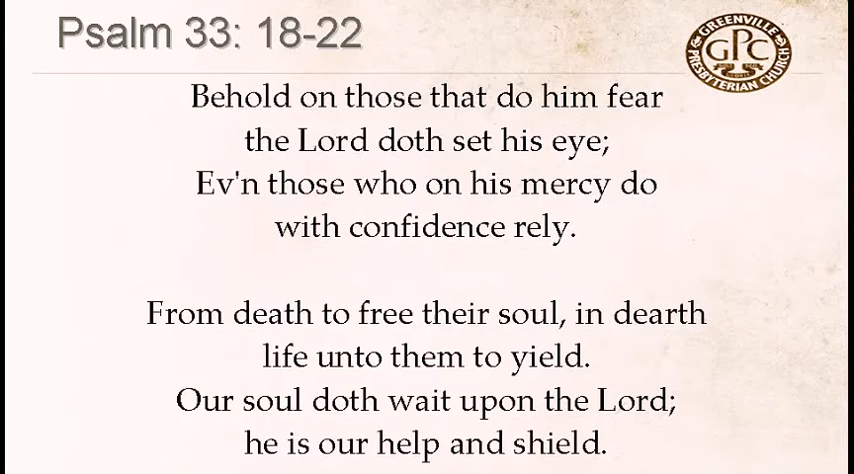 Psalm 33: 18-22
GREENVILLE
GPC
PRESBYTERIAN CHURCH
Behold on those that do him fear
the Lord doth set his eye;
Ev'n those who on his mercy do
with confidence rely.
From death to free their soul, in dearth
life unto them to yield.
Our soul doth wait upon the Lord;
he is our help and shield.